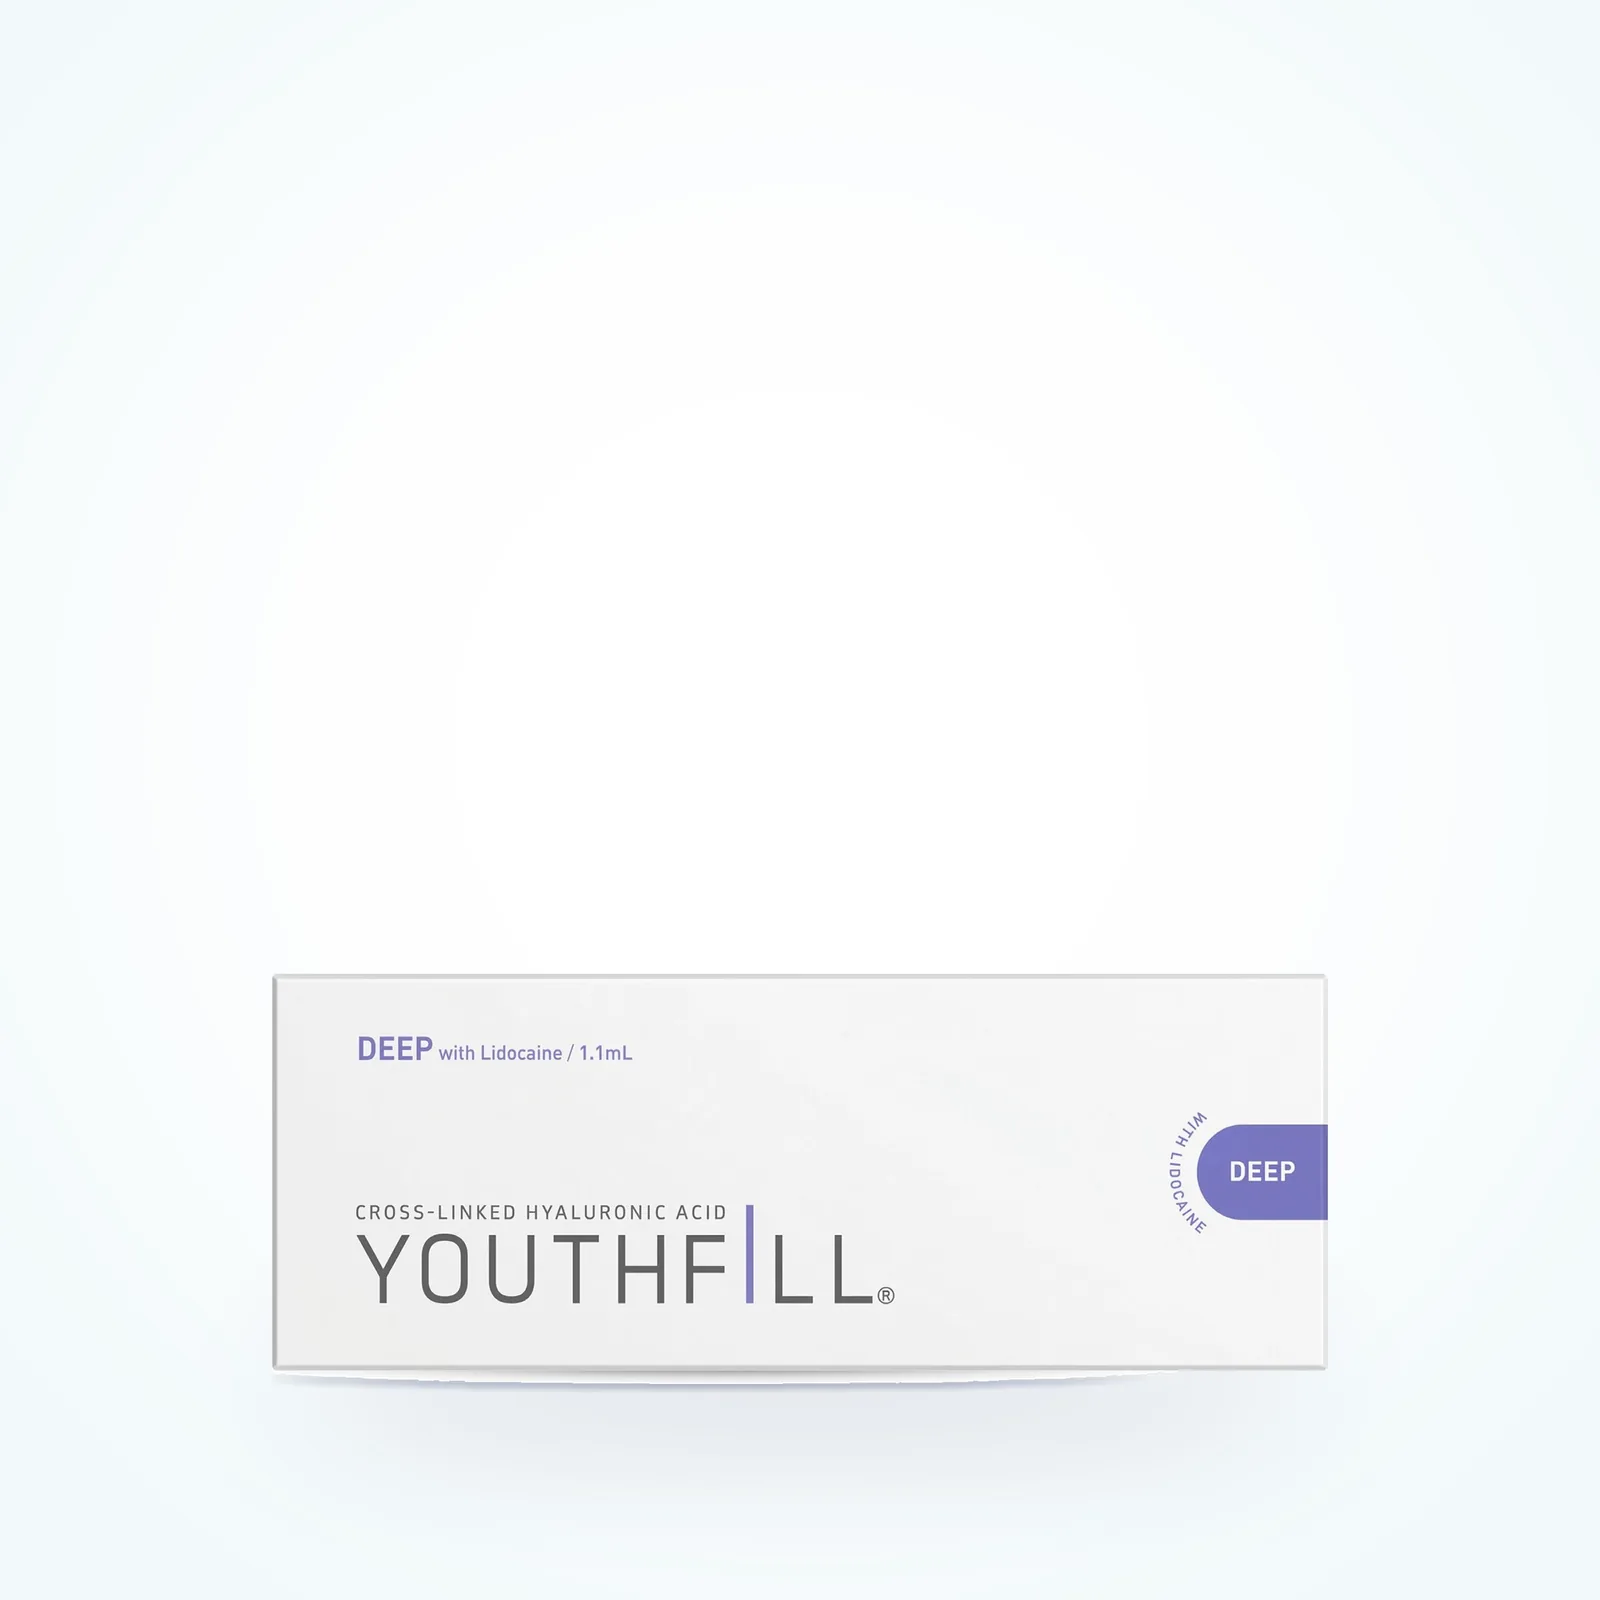 DEEP with Lidocaine / 1.1mL
WITH LIDOCAINE
DEEP
CROSS-LINKED HYALURONIC ACID
YOUTHFILL®